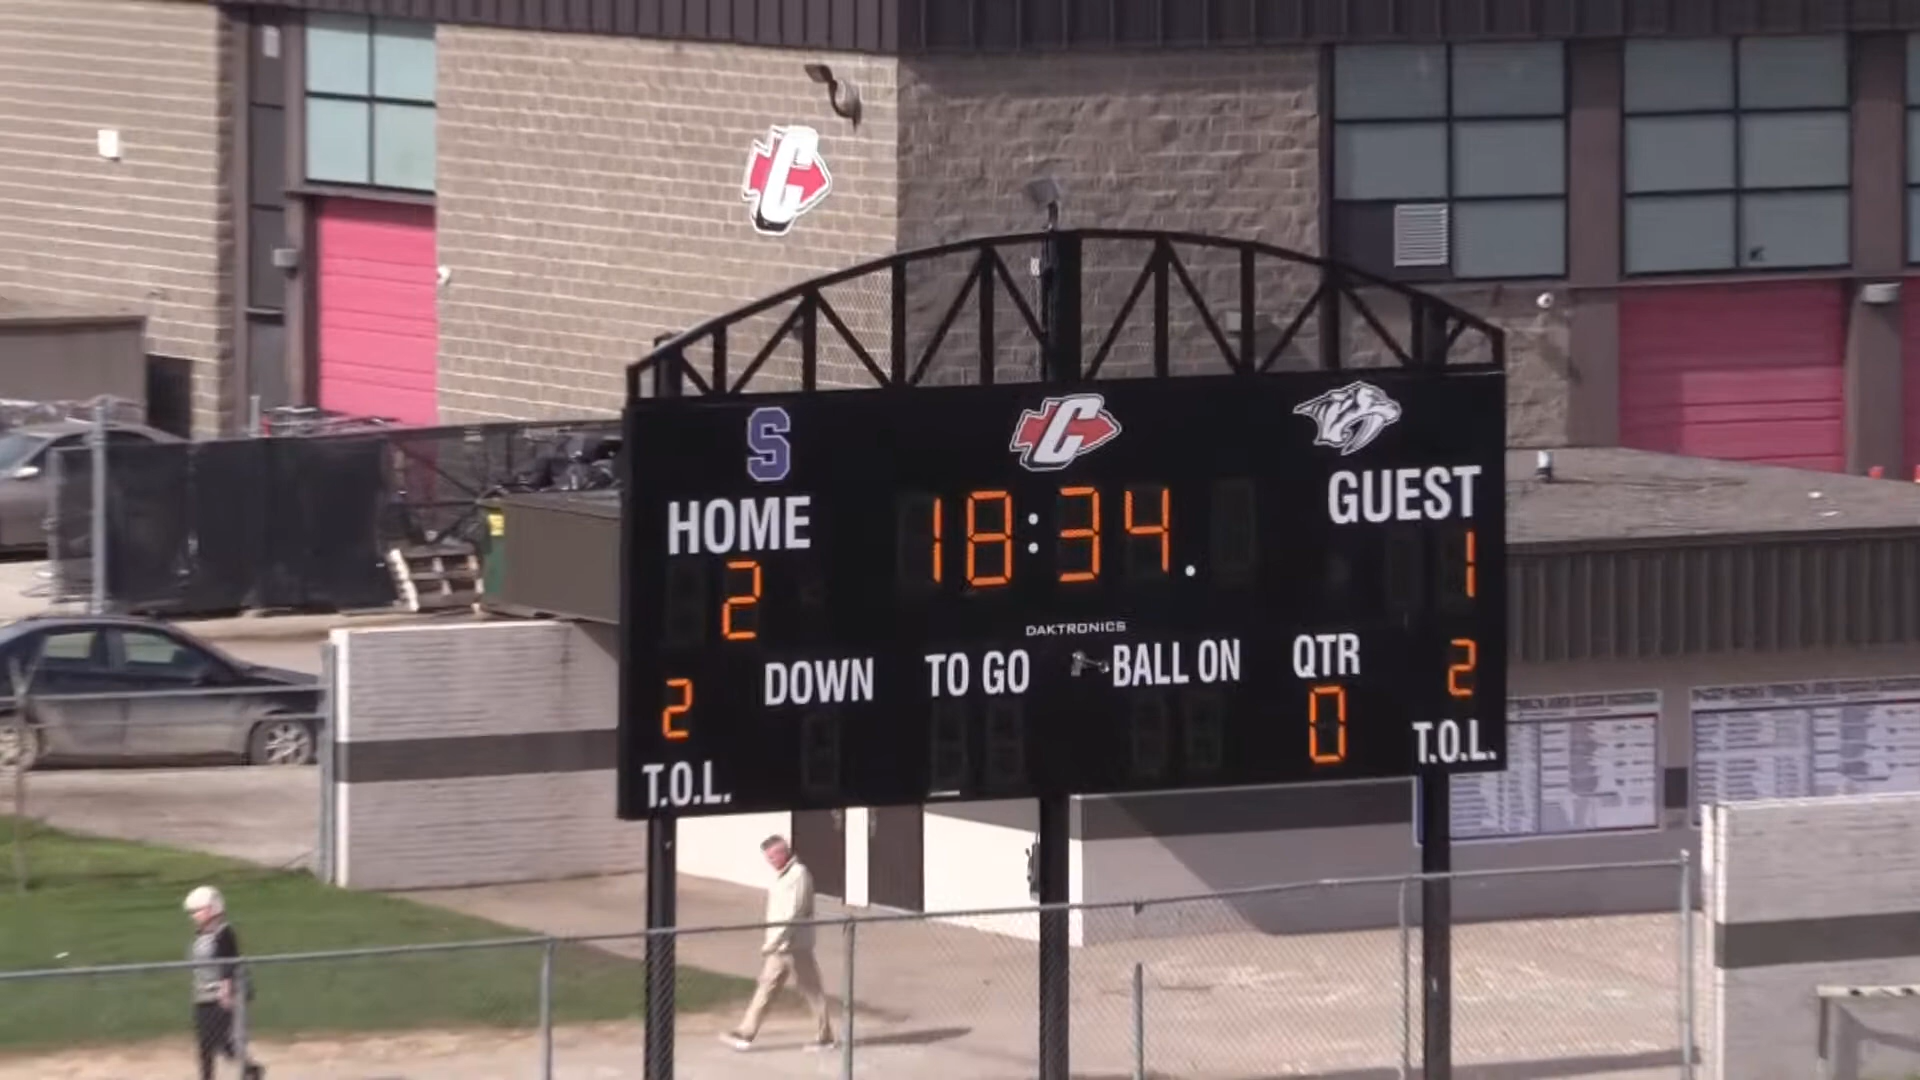 C
S
C
HOME
18:34.
GUEST
2
1
DAKTRONICS
DOWN
TO GO
BALL ON
QTR
2
0
2
T.O.L.
T.O.L.